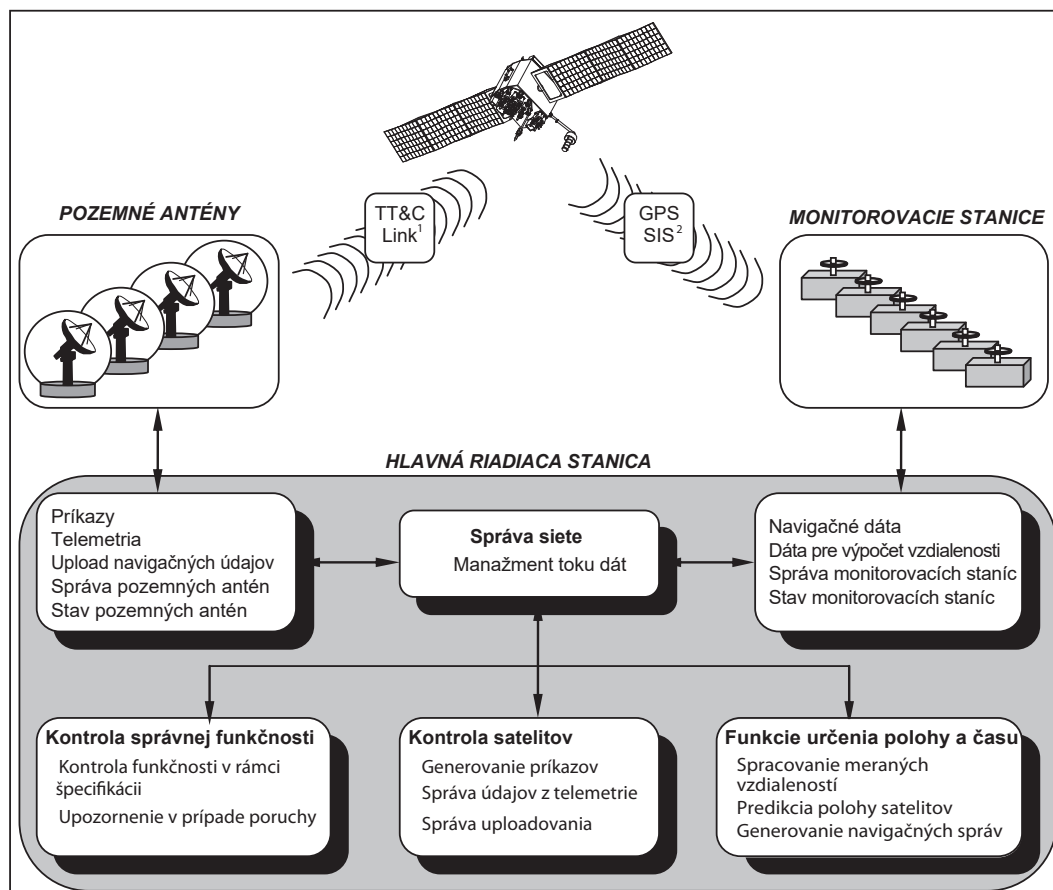 POZEMNÉ ANTÉNY
TT&C
Link¹
GPS
SIS²
MONITOROVACIE STANICE
HLAVNÁ RIADIACA STANICA
Príkazy
Telemetria
Upload navigačných údajov
Správa pozemných antén
Stav pozemných antén
Správa siete
Manažment toku dát
Navigačné dáta
Dáta pre výpočet vzdialenosti
Správa monitorovacích staníc
Stav monitorovacích staníc
Kontrola správnej funkčnosti
Kontrola funkčnosti v rámci
špecifikácii
Upozornenie v prípade poruchy
Kontrola satelitov
Generovanie príkazov
Správa údajov z telemetrie
Správa uploadovania
Funkcie určenia polohy a času
Spracovanie meraných
vzdialeností
Predikcia polohy satelitov
Generovanie navigačných správ